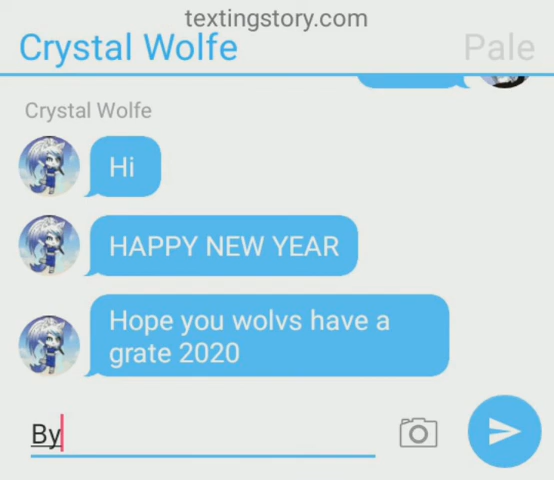 textingstory.com
Crystal Wolfe
Pale
Crystal Wolfe
Hi
HAPPY NEW YEAR
Hope you wolvs have a
grate 2020
By